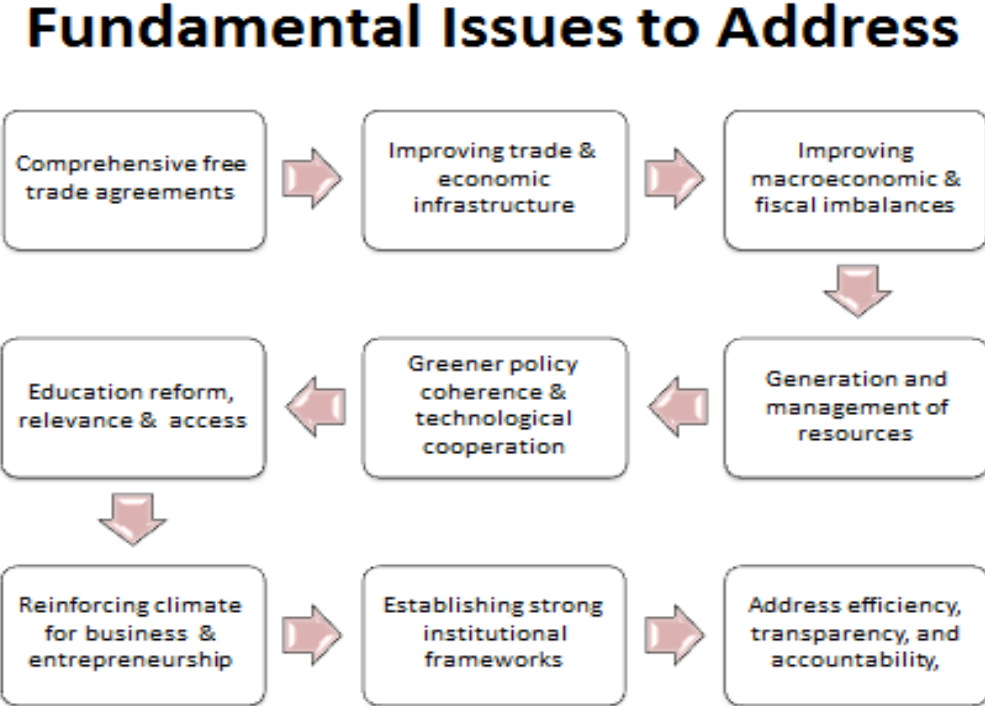 Fundamental Issues to Address
Comprehensive free
trade agreements
Improving trade &
economic
infrastructure
Improving
macroeconomic &
fiscal imbalances
Generation and
management of
resources
Greener policy
coherence &
technological
cooperation
Education reform,
relevance & access
Reinforcing climate
for business &
entrepreneurship
Establishing strong
institutional
frameworks
Address efficiency,
transparency, and
accountability,